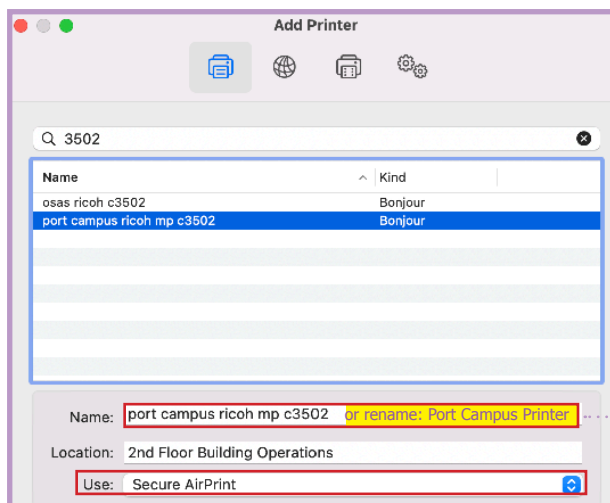 Add Printer
3502
Name Kind
osas ricoh c3502 Bonjour
port campus ricoh mp c3502 Bonjour
Name: port campus ricoh mp c3502 or rename: Port Campus Printer
Location: 2nd Floor Building Operations
Use: Secure AirPrint